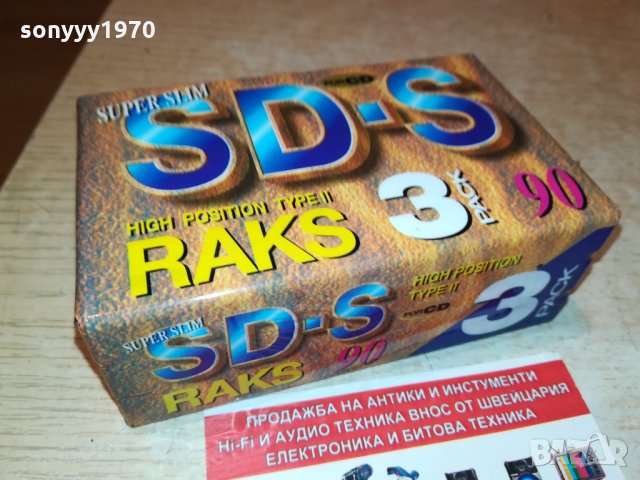 sonyyy1970
SUPER SLIM
FOR CD
SD-S
HIGH POSITION TYPE II
RAKS
3
PACK
90
SUPER SLIM
SD-S
RAKS
90
HIGH POSITION
TYPE II
FOR CD
3
PACK
ПРОДАЖБА НА АНТИКИ И ИНСТУМЕНТИ
Hi-Fi И АУДИО ТЕХНИКА ВНОС ОТ ШВЕЙЦАРИЯ
ЕЛЕКТРОНИКА И БИТОВА ТЕХНИКА
BAZAR